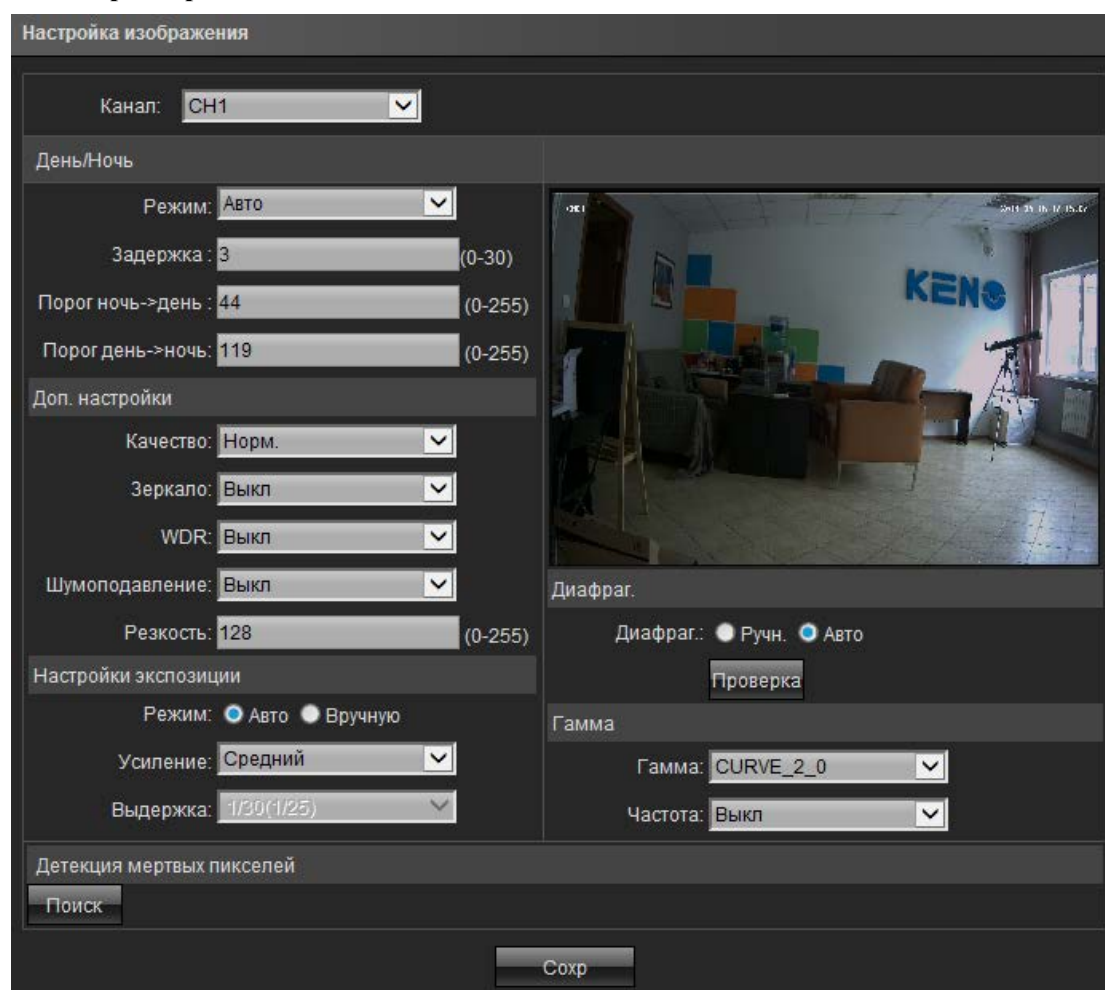 Настройка изображения
Канал: CH1
День/Ночь
Режим: Авто
Задержка : 3 (0-30)
Порог ночь->день : 44 (0-255)
Порог день->ночь: 119 (0-255)
Доп. настройки
Качество: Норм.
Зеркало: Выкл
WDR: Выкл
Шумоподавление: Выкл
Резкость: 128 (0-255)
Настройки экспозиции
Режим: Авто Вручную
Усиление: Средний
Выдержка: 1/30(1/25)
KENO
Диафраг.
Диафраг.: Ручн. Авто
Проверка
Гамма
Гамма: CURVE_2_0
Частота: Выкл
Детекция мертвых пикселей
Поиск
Сохр